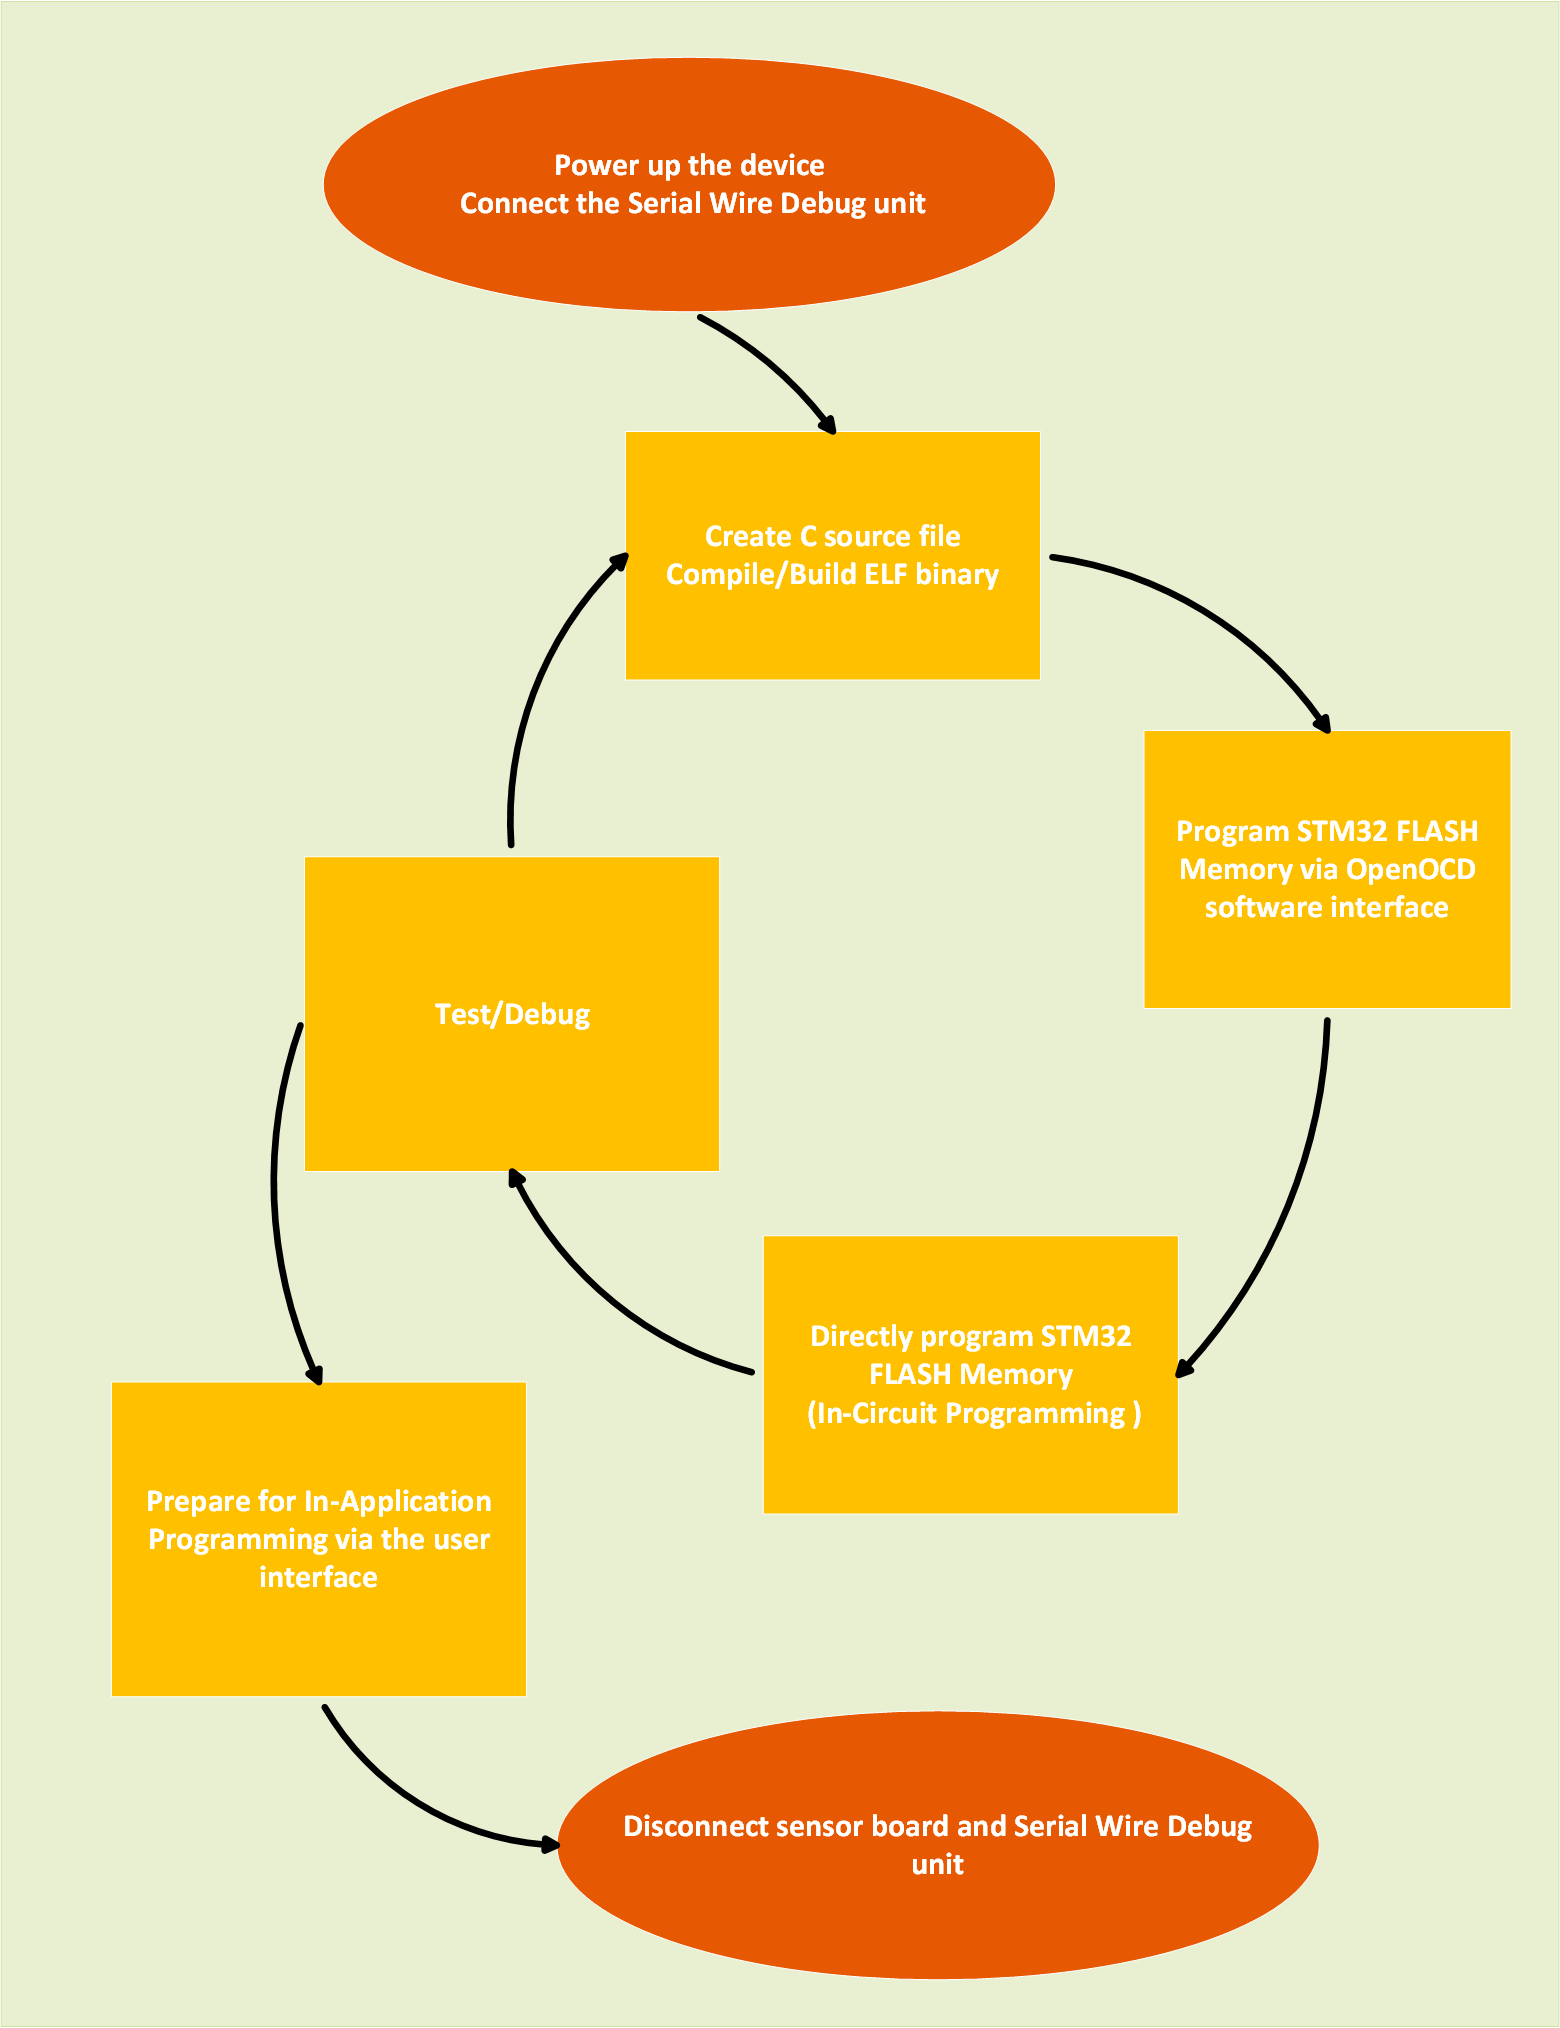 Power up the device
Connect the Serial Wire Debug unit
Create C source file
Compile/Build ELF binary
Program STM32 FLASH
Memory via OpenOCD
software interface
Test/Debug
Directly program STM32
FLASH Memory
(In-Circuit Programming )
Prepare for In-Application
Programming via the user
interface
Disconnect sensor board and Serial Wire Debug
unit